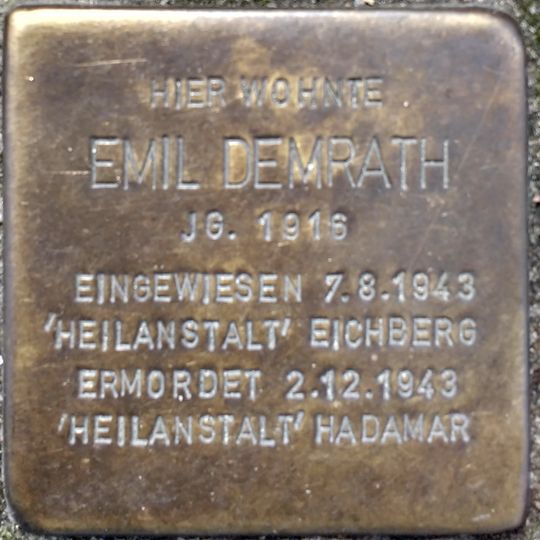 HIER WOHNTE
EMIL DEMRATH
JG. 1916
EINGEWIESEN 7.8.1943
'HEILANSTALT' EICHBERG
ERMORDET 2.12.1943
'HEILANSTALT' HADAMAR